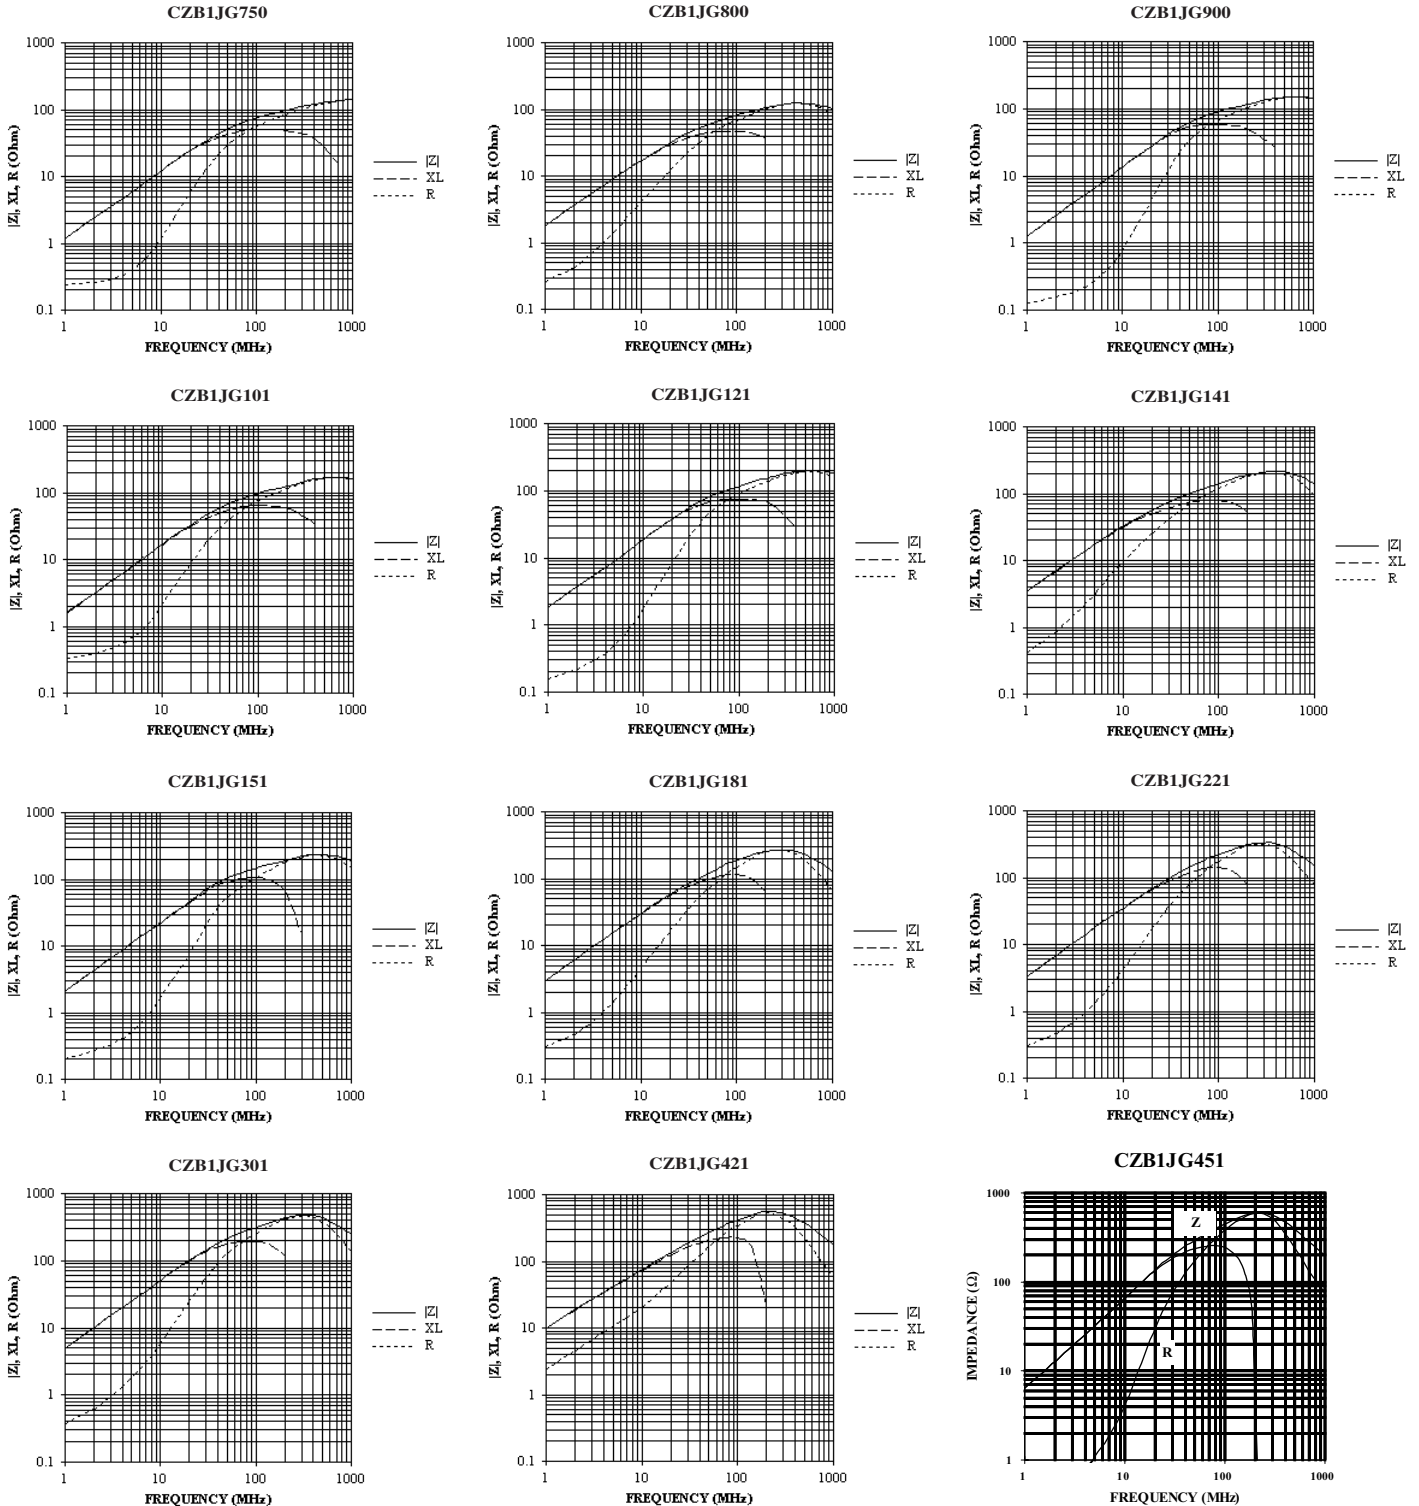 CZB1JG750
1000
100
10
1
0.1
1
10
100
1000
|Z|, XL, R (Ohm)
FREQUENCY (MHz)
|Z|
XL
R
CZB1JG800
1000
100
10
1
0.1
1
10
100
1000
|Z|, XL, R (Ohm)
FREQUENCY (MHz)
|Z|
XL
R
CZB1JG900
1000
100
10
1
0.1
1
10
100
1000
|Z|, XL, R (Ohm)
FREQUENCY (MHz)
|Z|
XL
R
CZB1JG101
1000
100
10
1
0.1
1
10
100
1000
|Z|, XL, R (Ohm)
FREQUENCY (MHz)
|Z|
XL
R
CZB1JG121
1000
100
10
1
0.1
1
10
100
1000
|Z|, XL, R (Ohm)
FREQUENCY (MHz)
|Z|
XL
R
CZB1JG141
1000
100
10
1
0.1
1
10
100
1000
|Z|, XL, R (Ohm)
FREQUENCY (MHz)
|Z|
XL
R
CZB1JG151
1000
100
10
1
0.1
1
10
100
1000
|Z|, XL, R (Ohm)
FREQUENCY (MHz)
|Z|
XL
R
CZB1JG181
1000
100
10
1
0.1
1
10
100
1000
|Z|, XL, R (Ohm)
FREQUENCY (MHz)
|Z|
XL
R
CZB1JG221
1000
100
10
1
0.1
1
10
100
1000
|Z|, XL, R (Ohm)
FREQUENCY (MHz)
|Z|
XL
R
CZB1JG301
1000
100
10
1
0.1
1
10
100
1000
|Z|, XL, R (Ohm)
FREQUENCY (MHz)
|Z|
XL
R
CZB1JG421
1000
100
10
1
0.1
1
10
100
1000
|Z|, XL, R (Ohm)
FREQUENCY (MHz)
|Z|
XL
R
CZB1JG451
1000
100
10
1
1
10
100
1000
IMPEDANCE (Ω)
Z
R
FREQUENCY (MHz)